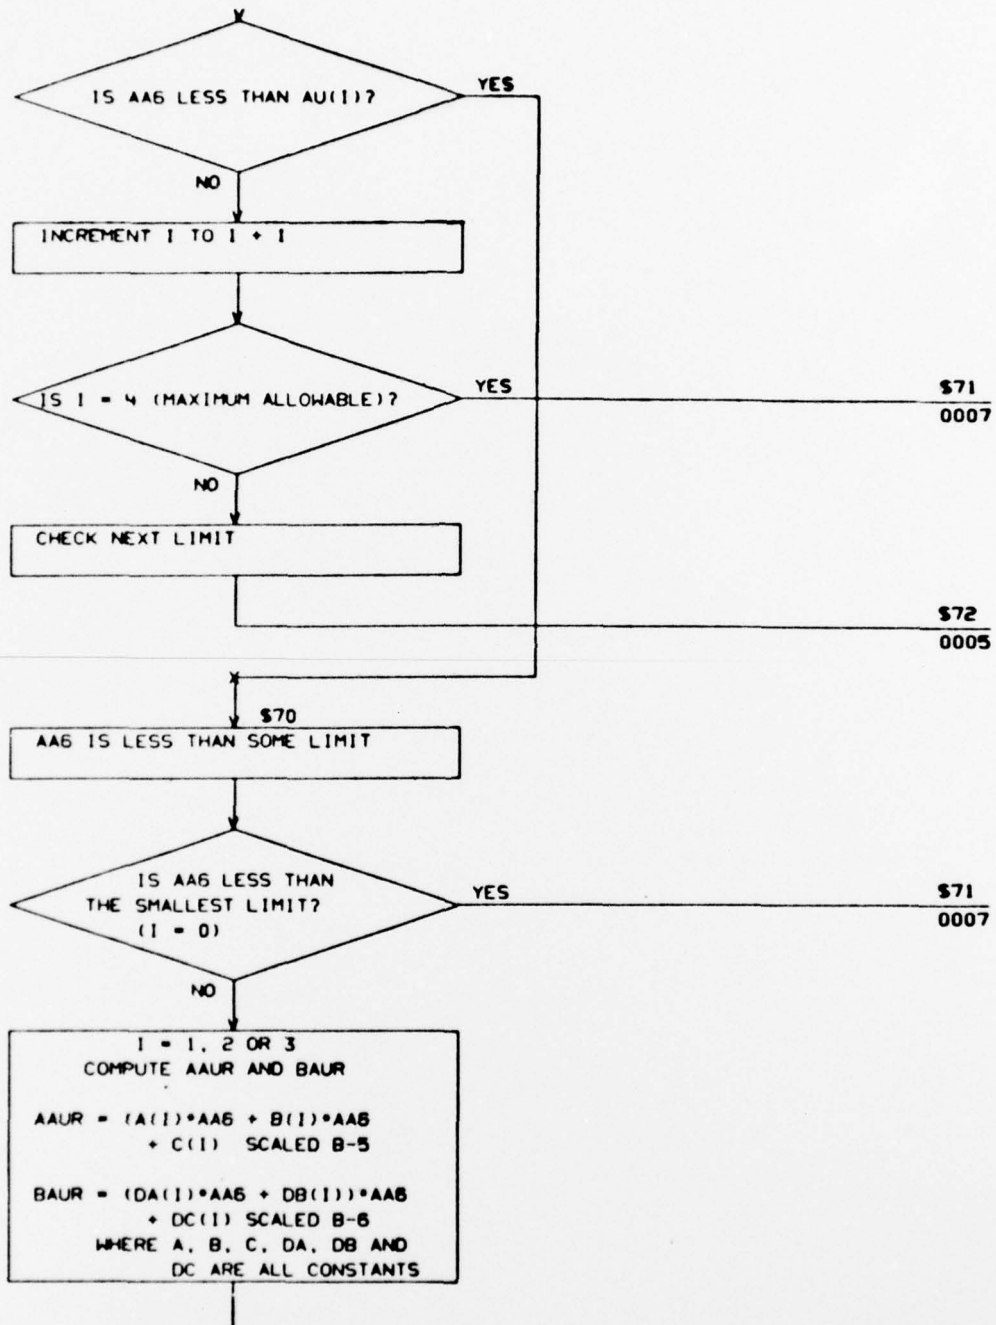 IS AA6 LESS THAN AU(I)?
YES
NO
INCREMENT I TO I + I
IS I = 4 (MAXIMUM ALLOWABLE)?
YES
$71
0007
NO
CHECK NEXT LIMIT
$72
0005
$70
AA6 IS LESS THAN SOME LIMIT
IS AA6 LESS THAN
THE SMALLEST LIMIT?
(I = 0)
YES
$71
0007
NO
I = 1, 2 OR 3
COMPUTE AAUR AND BAUR
AAUR = (A(I)*AA6 + B(I)*AA6
+ C(I) SCALED B-5
BAUR = (DA(I)*AA6 + DB(I))*AA6
+ DC(I) SCALED B-6
WHERE A, B, C, DA, DB AND
DC ARE ALL CONSTANTS